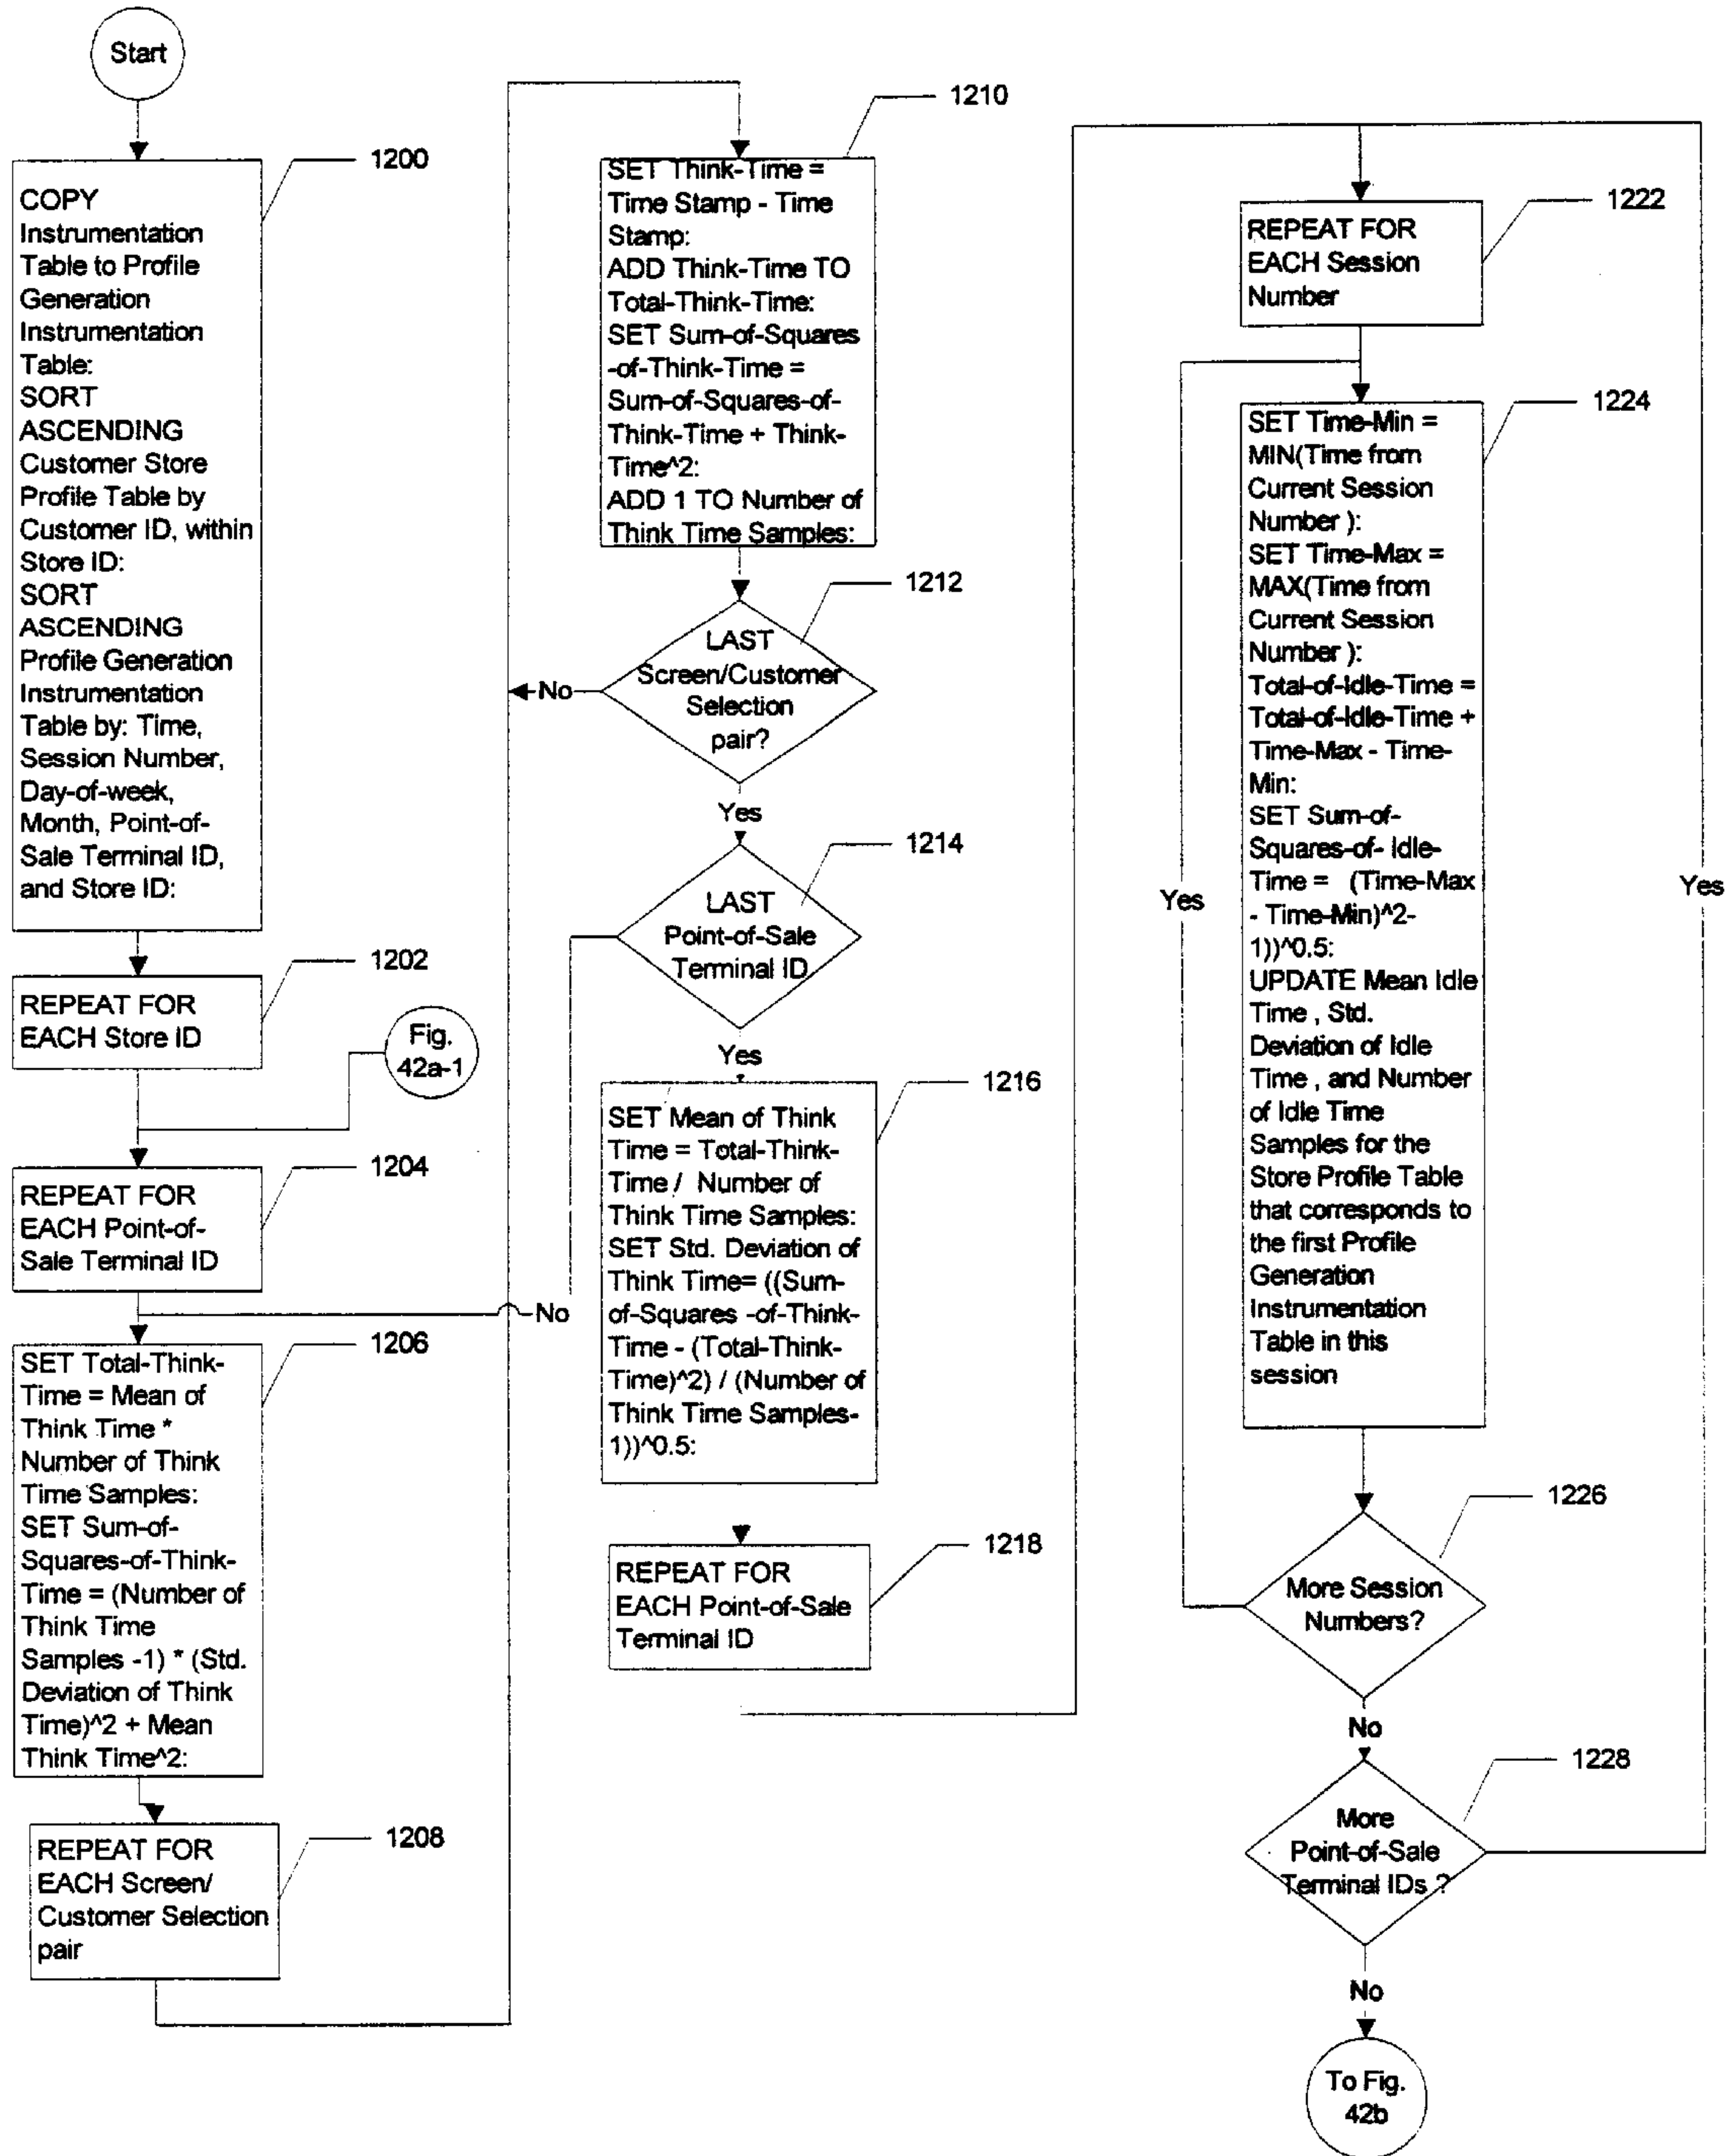 Start
1200
COPY
Instrumentation
Table to Profile
Generation
Instrumentation
Table:
SORT
ASCENDING
Customer Store
Profile Table by
Customer ID, within
Store ID:
SORT
ASCENDING
Profile Generation
Instrumentation
Table by: Time,
Session Number,
Day-of-week,
Month, Point-of-
Sale Terminal ID,
and Store ID:
1202
REPEAT FOR
EACH Store ID
Fig.
42a-1
1204
REPEAT FOR
EACH Point-of-
Sale Terminal ID
1206
SET Total-Think-
Time = Mean of
Think Time *
Number of Think
Time Samples:
SET Sum-of-
Squares-of-Think-
Time = (Number of
Think Time
Samples -1) * (Std.
Deviation of Think
Time)^2 + Mean
Think Time^2:
1208
REPEAT FOR
EACH Screen/
Customer Selection
pair
1210
SET Think-Time =
Time Stamp - Time
Stamp:
ADD Think-Time TO
Total-Think-Time:
SET Sum-of-Squares
-of-Think-Time =
Sum-of-Squares-of-
Think-Time + Think-
Time^2:
ADD 1 TO Number of
Think Time Samples:
1212
LAST
Screen/Customer
Selection
pair?
No
Yes
1214
LAST
Point-of-Sale
Terminal ID
No
Yes
1216
SET Mean of Think
Time = Total-Think-
Time / Number of
Think Time Samples:
SET Std. Deviation of
Think Time= ((Sum-
of-Squares -of-Think-
Time - (Total-Think-
Time)^2) / (Number of
Think Time Samples-
1))^0.5:
1218
REPEAT FOR
EACH Point-of-Sale
Terminal ID
1222
REPEAT FOR
EACH Session
Number
1224
SET Time-Min =
MIN(Time from
Current Session
Number ):
SET Time-Max =
MAX(Time from
Current Session
Number ):
Total-of-Idle-Time =
Total-of-Idle-Time +
Time-Max - Time-
Min:
SET Sum-of-
Squares-of- Idle-
Time = (Time-Max
- Time-Min)^2-
1))^0.5:
UPDATE Mean Idle
Time , Std.
Deviation of Idle
Time , and Number
of Idle Time
Samples for the
Store Profile Table
that corresponds to
the first Profile
Generation
Instrumentation
Table in this
session
1226
More Session
Numbers?
Yes
No
1228
More
Point-of-Sale
Terminal IDs ?
Yes
No
To Fig.
42b